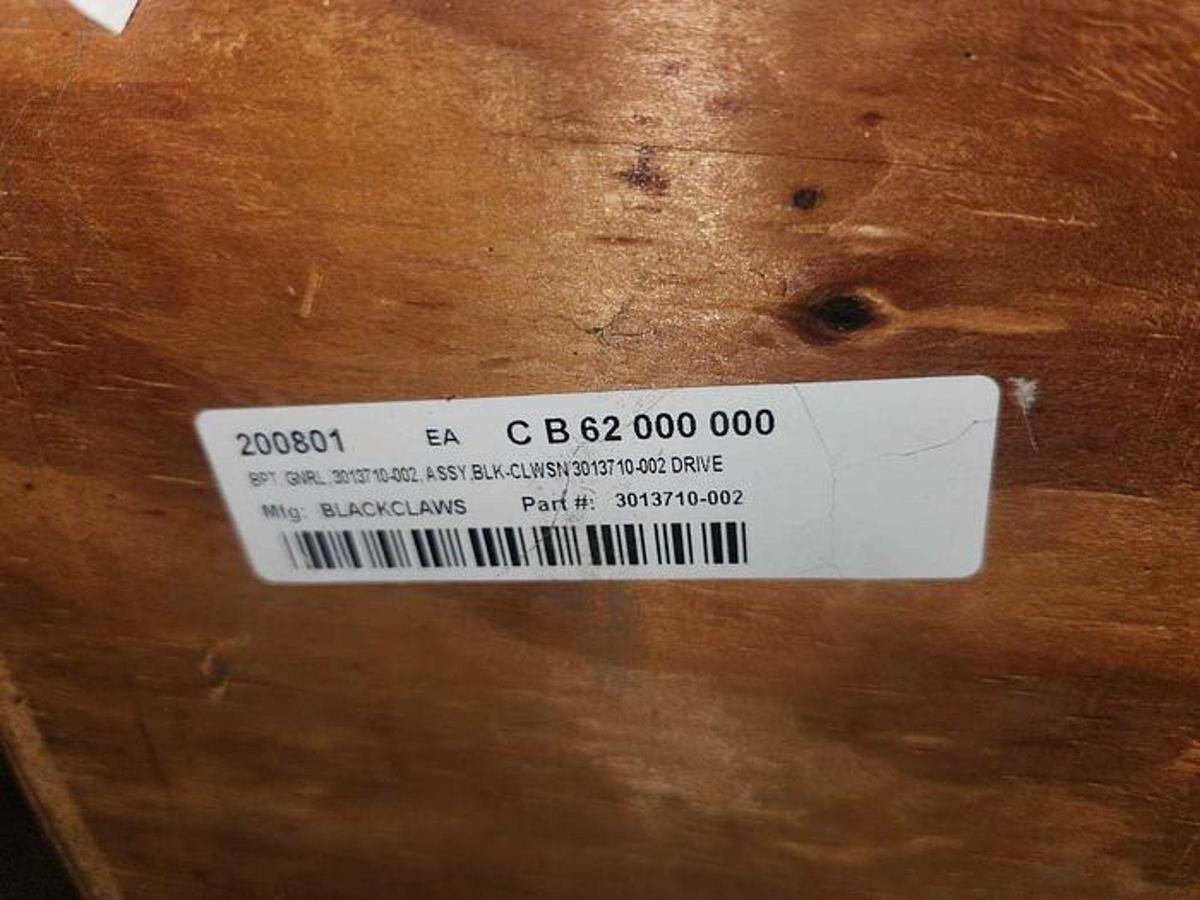 200801 EA C B 62 000 000
BPT, GNRL, 3013710-002, ASSY,BLK-CLWSN 3013710-002 DRIVE
Mfg: BLACKCLAWS Part #: 3013710-002